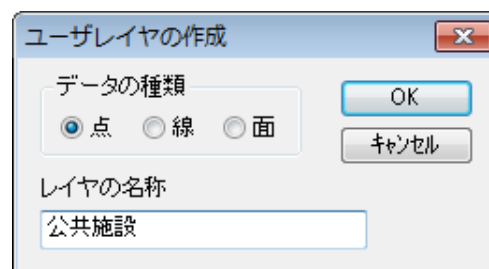 ユーザレイヤの作成
データの種類
点 線 面
OK
キャンセル
レイヤの名称
公共施設